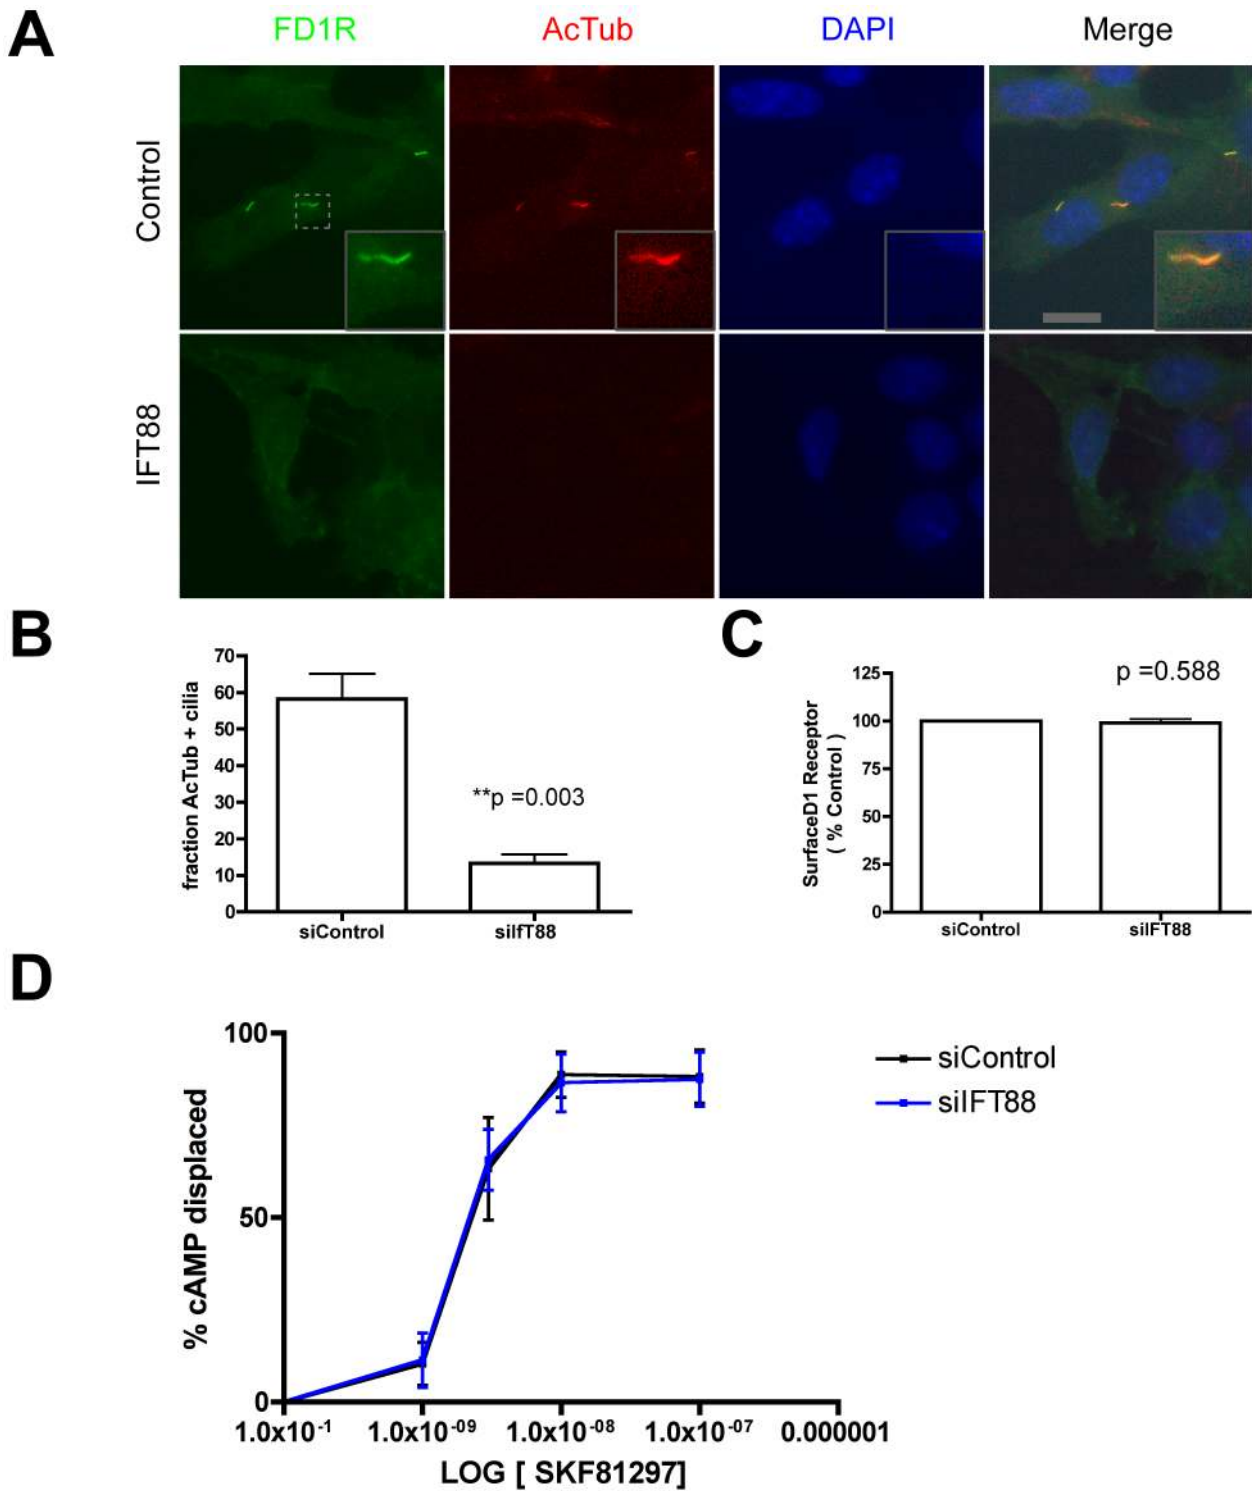 A
FD1R AcTub DAPI Merge
Control
IFT88
B
fraction AcTub + cilia
70
60
50
40
30
20
10
0
**p =0.003
siControl siIfT88
C
SurfaceD1 Receptor
( % Control )
125
100
75
50
25
0
p =0.588
siControl siIFT88
D
% cAMP displaced
100
50
0
1.0x10⁻¹ 1.0x10⁻⁰⁹ 1.0x10⁻⁰⁸ 1.0x10⁻⁰⁷ 0.000001
LOG [ SKF81297]
siControl
siIFT88